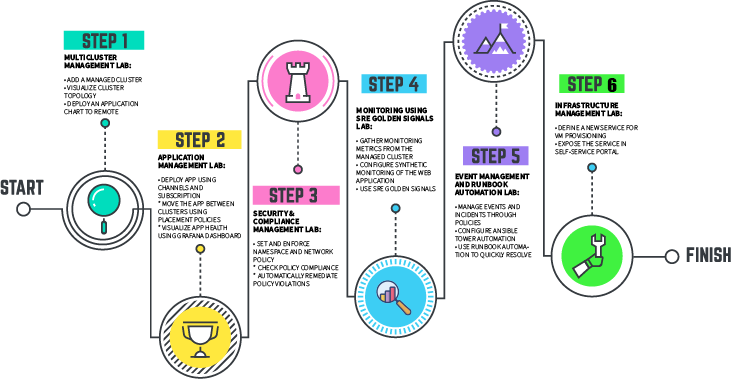 START
STEP 1
MULTICLUSTER
MANAGEMENT LAB:
• ADD A MANAGED CLUSTER
• VISUALIZE CLUSTER
TOPOLOGY
• DEPLOY AN APPLICATION
CHART TO REMOTE
STEP 2
APPLICATION
MANAGEMENT LAB:
• DEPLOY APP USING
CHANNELS AND
SUBSCRIPTION
* MOVE THE APP BETWEEN
CLUSTERS USING
PLACEMENT POLICIES
* VISUALIZE APP HEALTH
USING GRAFANA DASHBOARD
STEP 3
SECURITY &
COMPLIANCE
MANAGEMENT LAB:
• SET AND ENFORCE
NAMESPACE AND NETWORK
POLICY
* CHECK POLICY COMPLIANCE
* AUTOMATICALLY REMEDIATE
POLICY VIOLATIONS
STEP 4
MONITORING USING
SRE GOLDEN SIGNALS
LAB:
• GATHER MONITORING
METRICS FROM THE
MANAGED CLUSTER
• CONFIGURE SYNTHETIC
MONITORING OF THE WEB
APPLICATION
• USE SRE GOLDEN SIGNALS
STEP 5
EVENT MANAGEMENT
AND RUNBOOK
AUTOMATION LAB:
• MANAGE EVENTS AND
INCIDENTS THROUGH
POLICIES
• CONFIGURE ANSIBLE
TOWER AUTOMATION
• USE RUNBOOK AUTOMA-
TION TO QUICKLY RESOLVE
STEP 6
INFRASTRUCTURE
MANAGEMENT LAB:
• DEFINE A NEW SERVICE FOR
VM PROVISIONING
• EXPOSE THE SERVICE IN
SELF-SERVICE PORTAL
FINISH